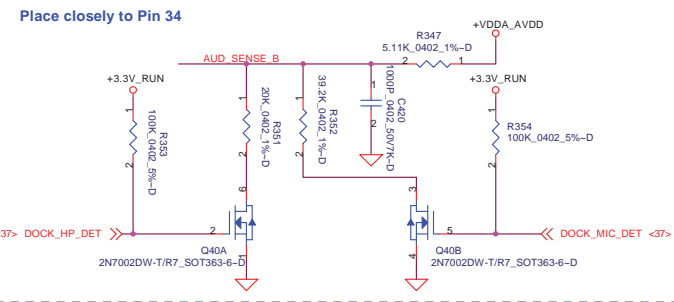 Place closely to Pin 34
+VDDA_AVDD
R347
5.11K_0402_1%~D
2
1
AUD_SENSE_B
+3.3V_RUN
+3.3V_RUN
1
2
R353
100K_0402_5%~D
1
2
R351
20K_0402_1%~D
1
2
R352
39.2K_0402_1%~D
1
2
C420
1000P_0402_50V7K~D
1
2
R354
100K_0402_5%~D
37> DOCK_HP_DET
2
6
1
Q40A
2N7002DW-T/R7_SOT363-6~D
3
5
4
Q40B
2N7002DW-T/R7_SOT363-6~D
DOCK_MIC_DET <37>